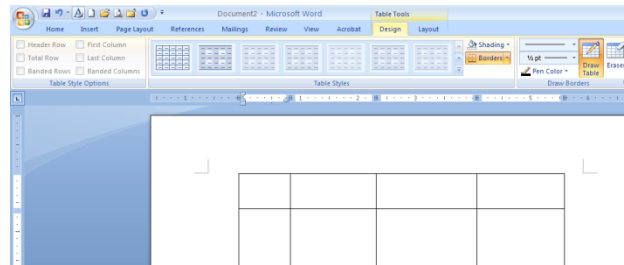 Document2 - Microsoft Word Table Tools
Home Insert Page Layout References Mailings Review View Acrobat Design Layout
Header Row First Column Shading
Total Row Last Column Borders ½ pt
Banded Rows Banded Columns Pen Color Draw Table Eraser
Table Style Options Table Styles Draw Borders